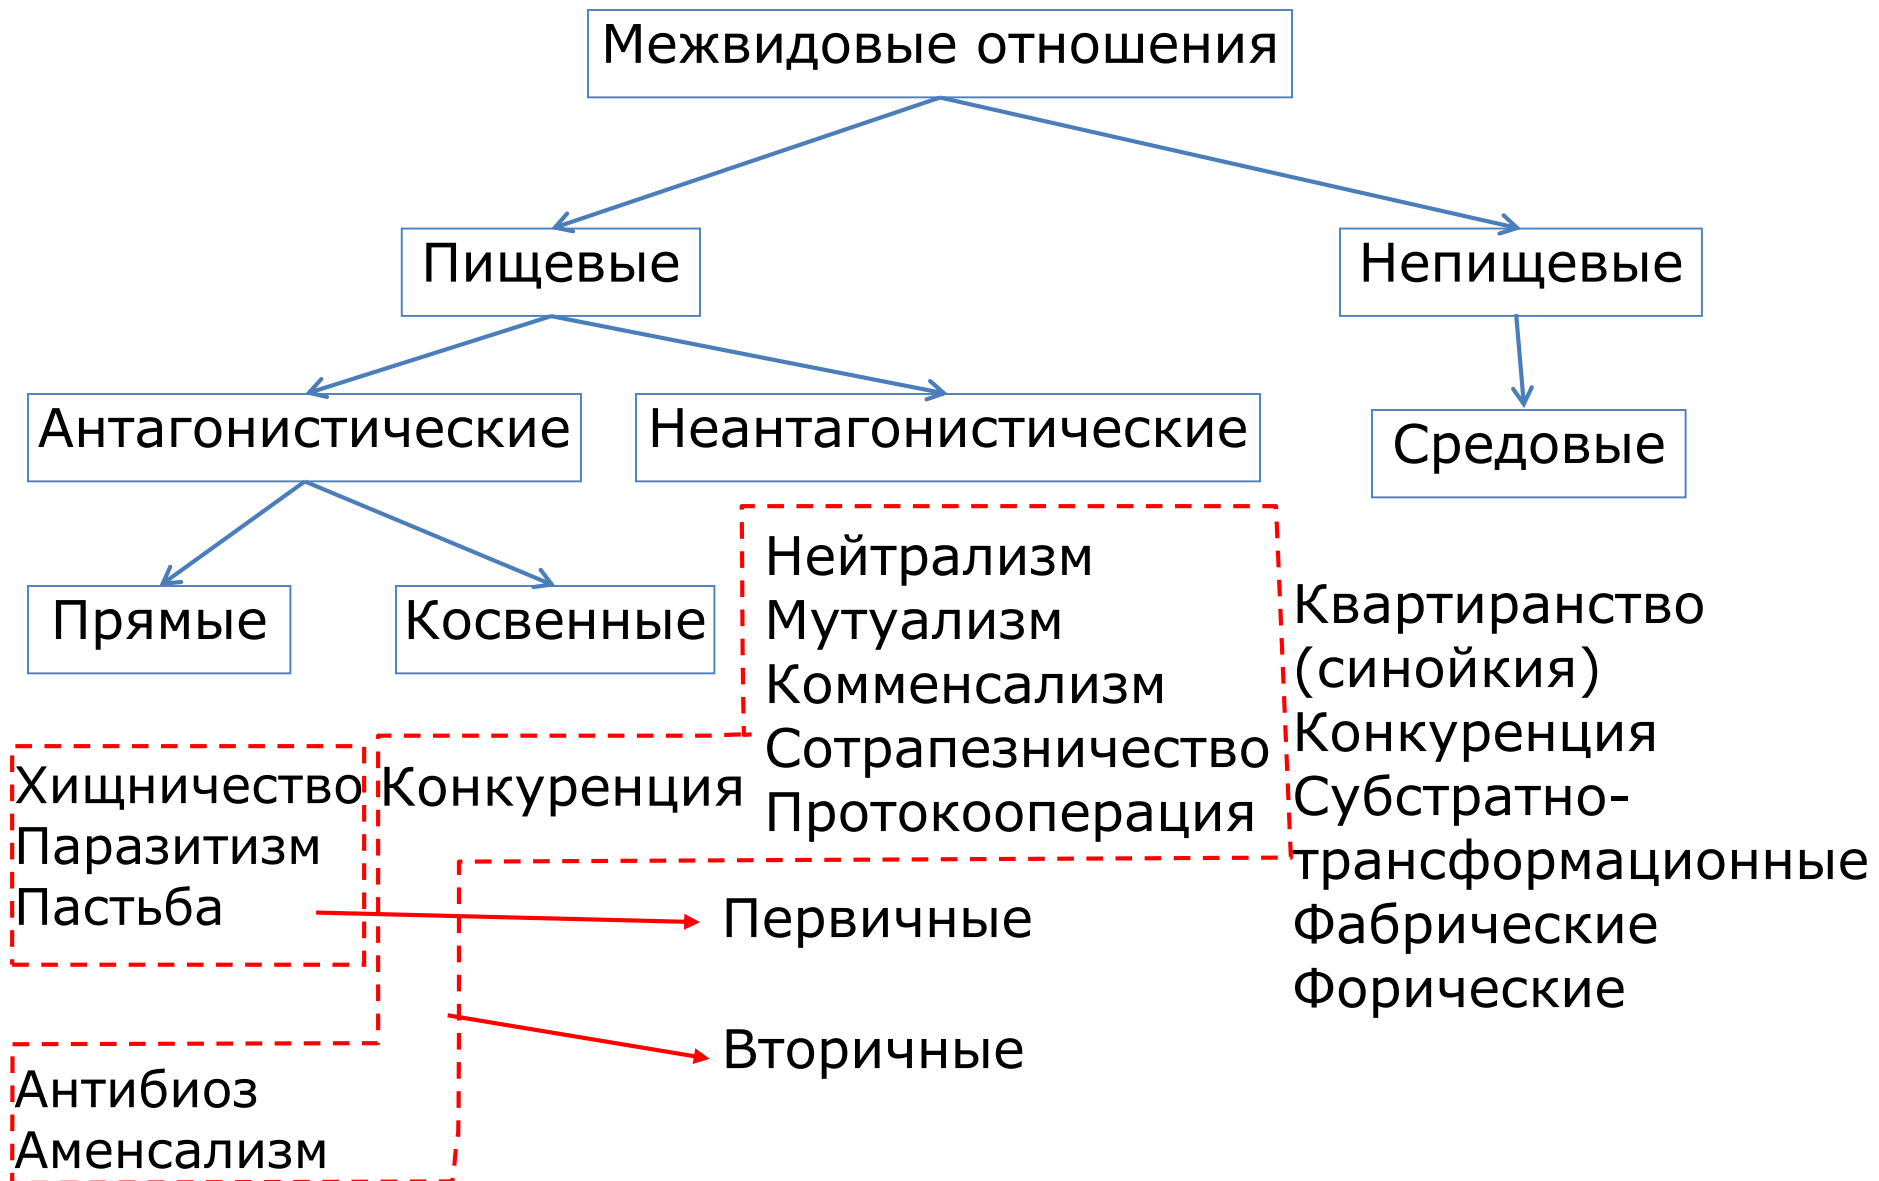 Межвидовые отношения
Пищевые
Непищевые
Антагонистические
Неантагонистические
Средовые
Прямые
Косвенные
Хищничество
Паразитизм
Пастьба
Антибиоз
Аменсализм
Конкуренция
Нейтрализм
Мутуализм
Комменсализм
Сотрапезничество
Протокооперация
Первичные
Вторичные
Квартиранство
(синойкия)
Конкуренция
Субстратно-
трансформационные
Фабрические
Форические